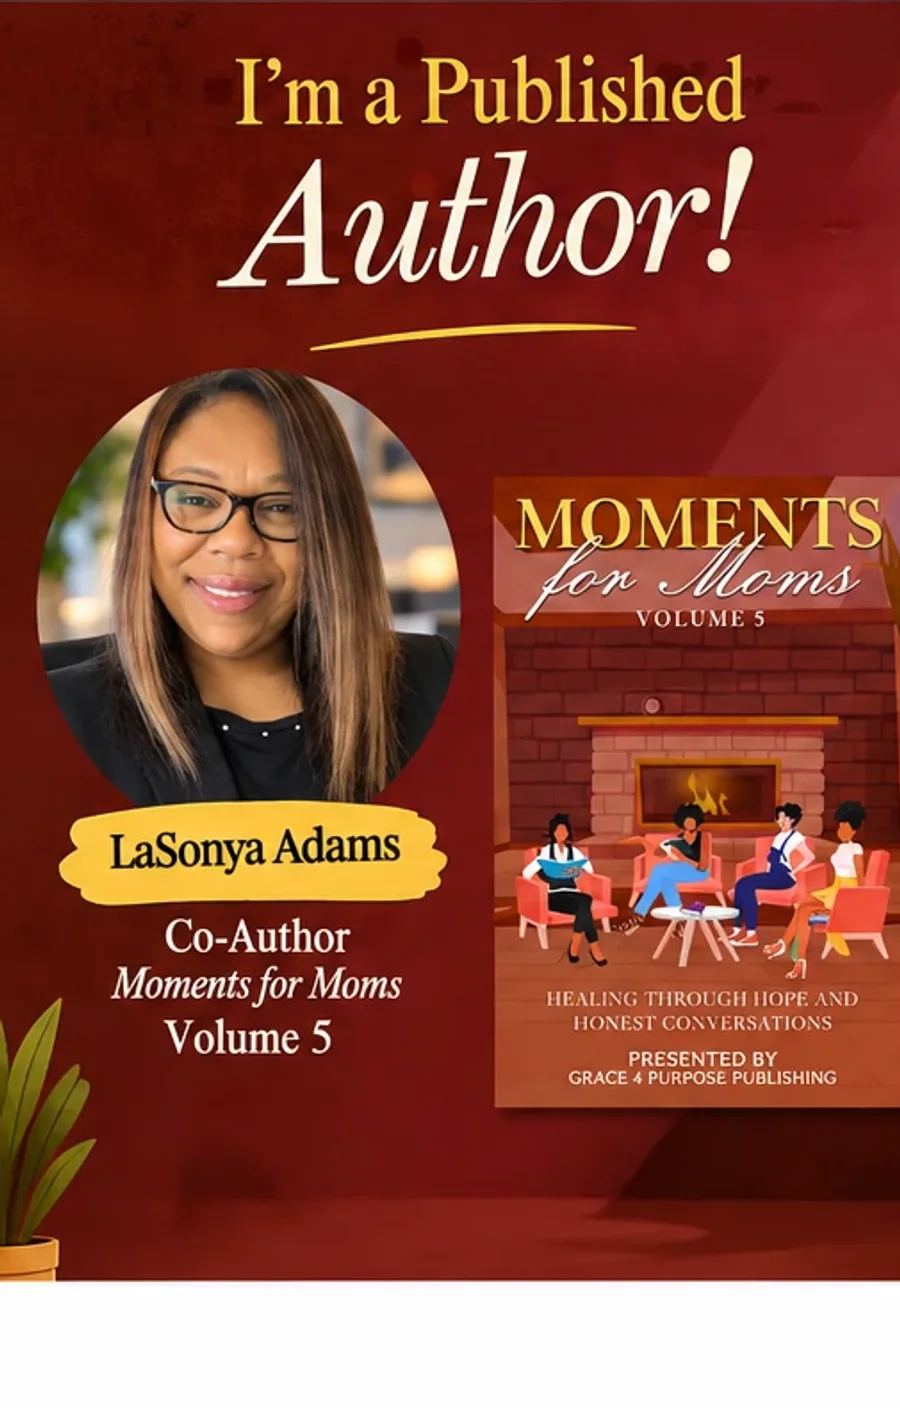 I'm a Published
Author!
LaSonya Adams
Co-Author
Moments for Moms
Volume 5
MOMENTS
for Moms
VOLUME 5
HEALING THROUGH HOPE AND
HONEST CONVERSATIONS
PRESENTED BY
GRACE 4 PURPOSE PUBLISHING